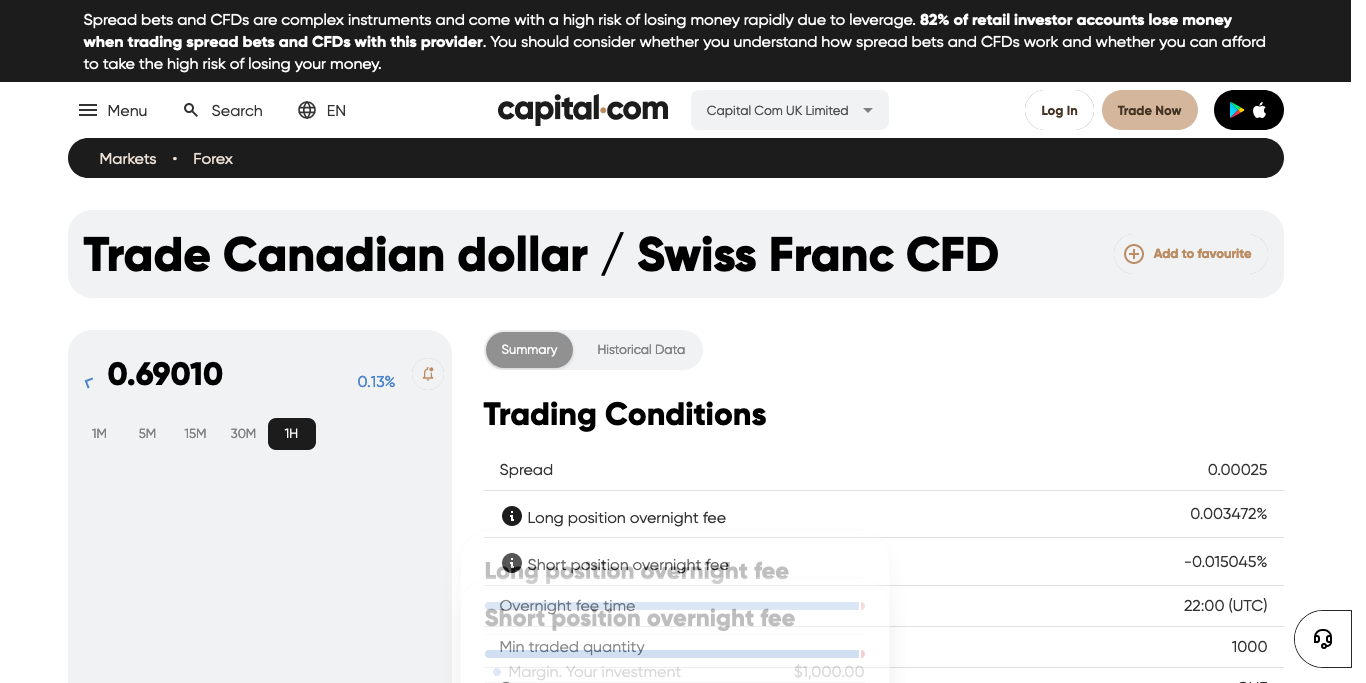 Spread bets and CFDs are complex instruments and come with a high risk of losing money rapidly due to leverage. 82% of retail investor accounts lose money
when trading spread bets and CFDs with this provider. You should consider whether you understand how spread bets and CFDs work and whether you can afford
to take the high risk of losing your money.
Menu
Search
EN
capital.com
Capital Com UK Limited
Log In
Trade Now
Markets • Forex
Trade Canadian dollar / Swiss Franc CFD
Add to favourite
0.69010
0.13%
1M 5M 15M 30M 1H
Summary
Historical Data
Trading Conditions
Spread 0.00025
Long position overnight fee 0.003472%
Short position overnight fee -0.015045%
Long position overnight fee
Overnight fee time 22:00 (UTC)
Short position overnight fee
Min traded quantity 1000
Margin. Your investment $1,000.00